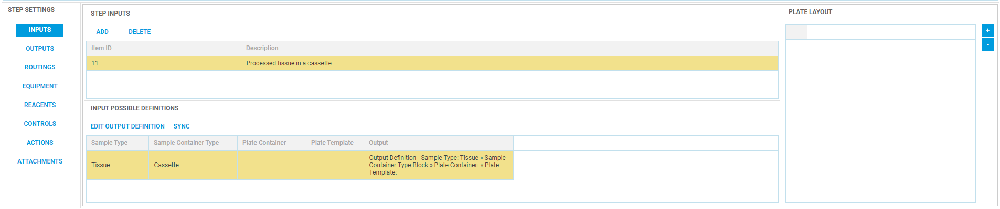 STEP SETTINGS
INPUTS
OUTPUTS
ROUTINGS
EQUIPMENT
REAGENTS
CONTROLS
ACTIONS
ATTACHMENTS
STEP INPUTS
ADD DELETE
Item ID Description
11 Processed tissue in a cassette
INPUT POSSIBLE DEFINITIONS
EDIT OUTPUT DEFINITION SYNC
Sample Type Sample Container Type Plate Container Plate Template Output
Tissue Cassette
Output Definition - Sample Type: Tissue » Sample
Container Type:Block » Plate Container: » Plate
Template:
PLATE LAYOUT
+
-